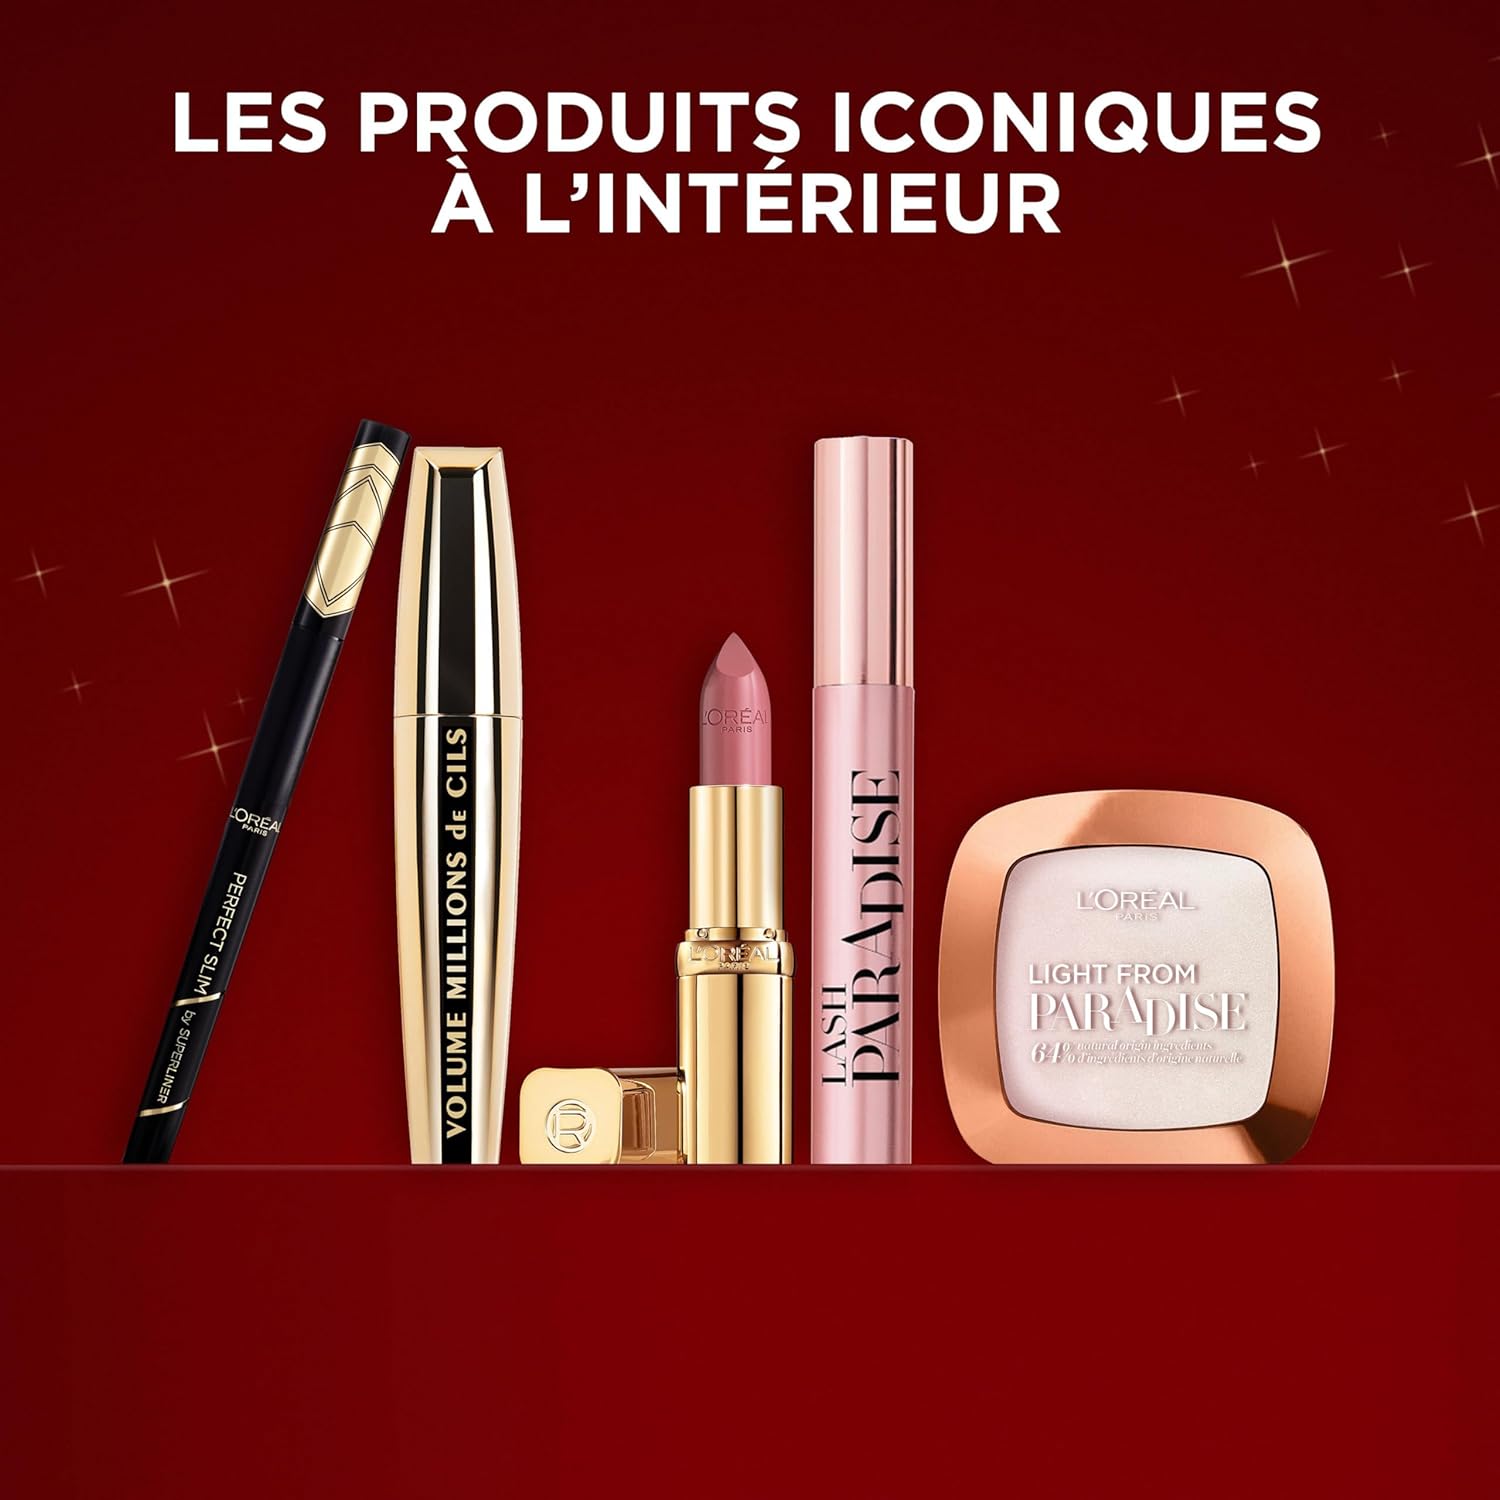 LES PRODUITS ICONIQUES
À L'INTÉRIEUR
L'ORÉAL
PARIS
PERFECT SLIM by SUPERLINER
VOLUME MILLIONS de CILS
L'ORÉAL
PARIS
L'ORÉAL
PARIS
LASH
PARADISE
L'ORÉAL
PARIS
LIGHT FROM
PARADISE
64% natural origin ingredients
d'ingrédients d'origine naturelle